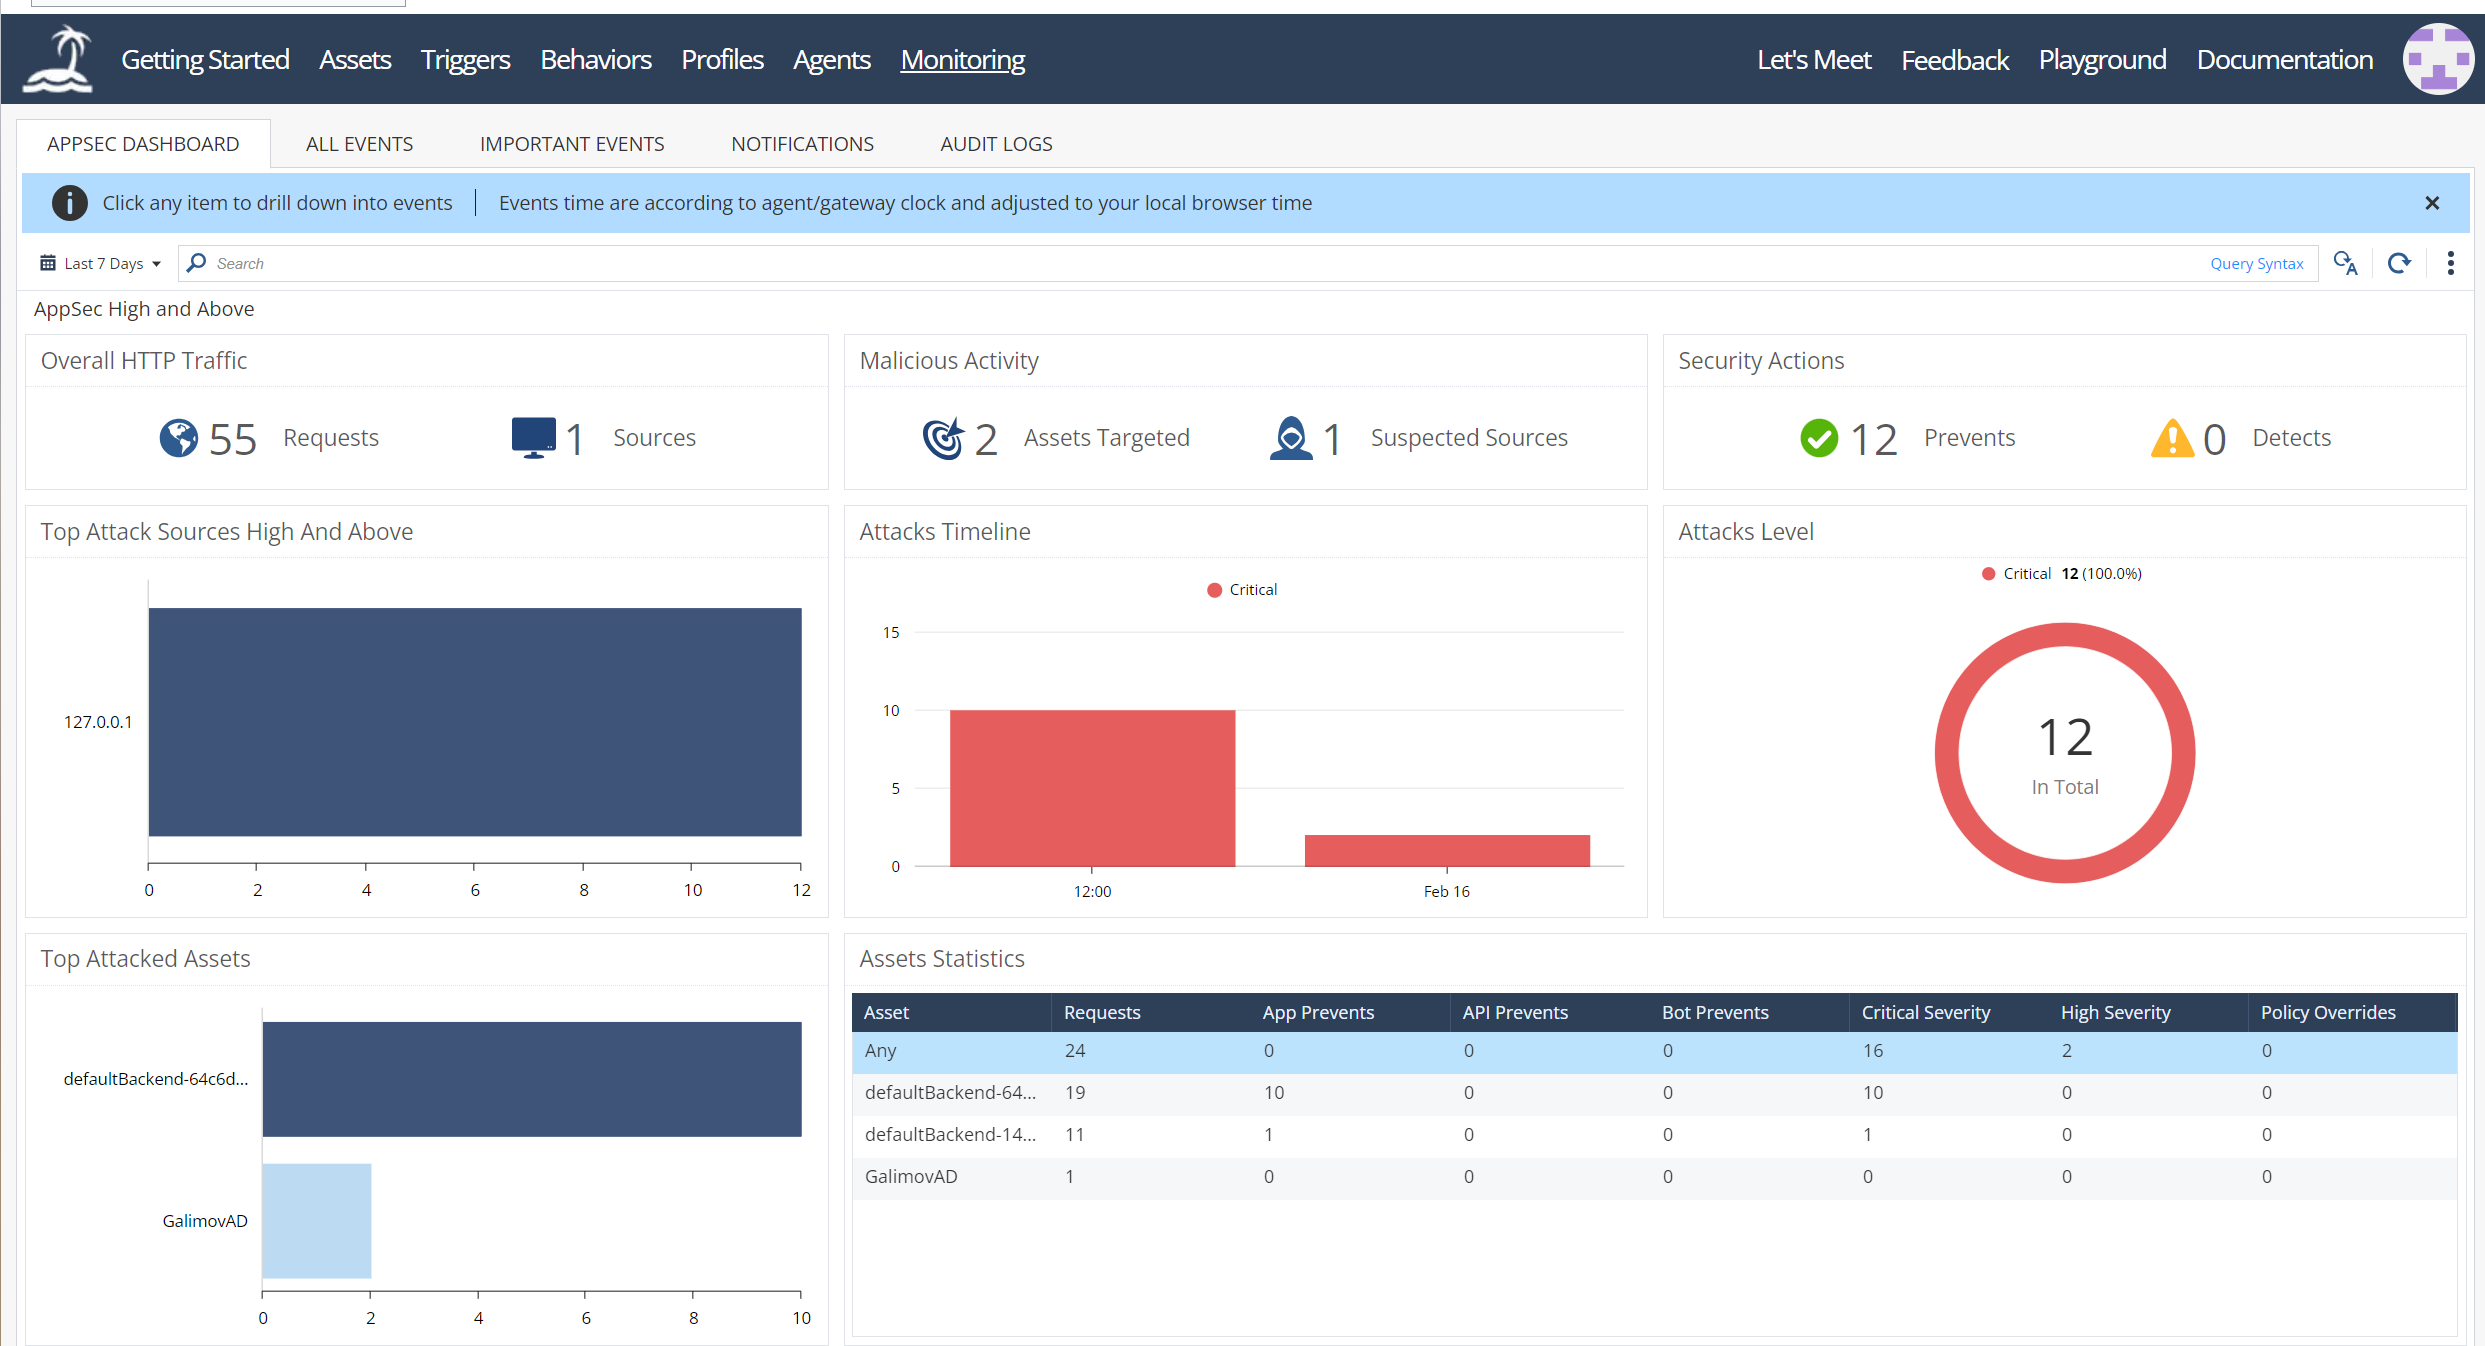 Getting Started Assets Triggers Behaviors Profiles Agents Monitoring Let's Meet Feedback Playground Documentation
APPSEC DASHBOARD ALL EVENTS IMPORTANT EVENTS NOTIFICATIONS AUDIT LOGS
Click any item to drill down into events Events time are according to agent/gateway clock and adjusted to your local browser time
Last 7 Days Search Query Syntax
AppSec High and Above
Overall HTTP Traffic
55 Requests 1 Sources
Malicious Activity
2 Assets Targeted 1 Suspected Sources
Security Actions
12 Prevents 0 Detects
Top Attack Sources High And Above
127.0.0.1
0 2 4 6 8 10 12
Attacks Timeline
Critical
15
10
5
0
12:00 Feb 16
Attacks Level
Critical 12 (100.0%)
12
In Total
Top Attacked Assets
defaultBackend-64c6d...
GalimovAD
0 2 4 6 8 10
Assets Statistics
Asset Requests App Prevents API Prevents Bot Prevents Critical Severity High Severity Policy Overrides
Any 24 0 0 0 16 2 0
defaultBackend-64... 19 10 0 0 10 0 0
defaultBackend-14... 11 1 0 0 1 0 0
GalimovAD 1 0 0 0 0 0 0